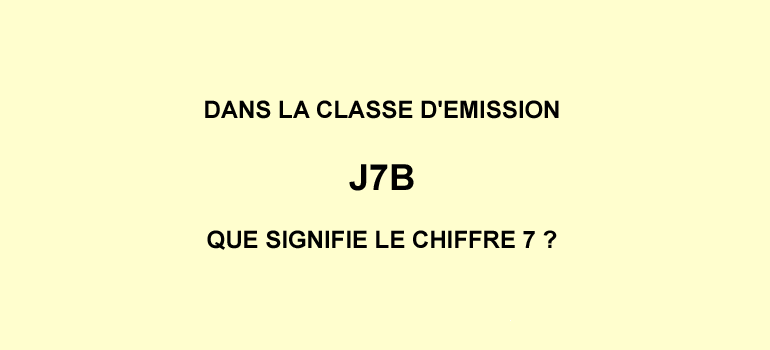 DANS LA CLASSE D'EMISSION
J7B
QUE SIGNIFIE LE CHIFFRE 7 ?